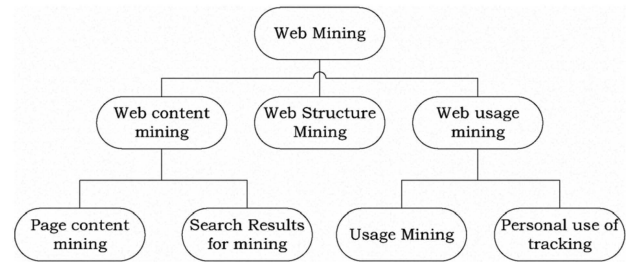 Web Mining
Web content
mining
Web Structure
Mining
Web usage
mining
Page content
mining
Search Results
for mining
Usage Mining
Personal use of
tracking